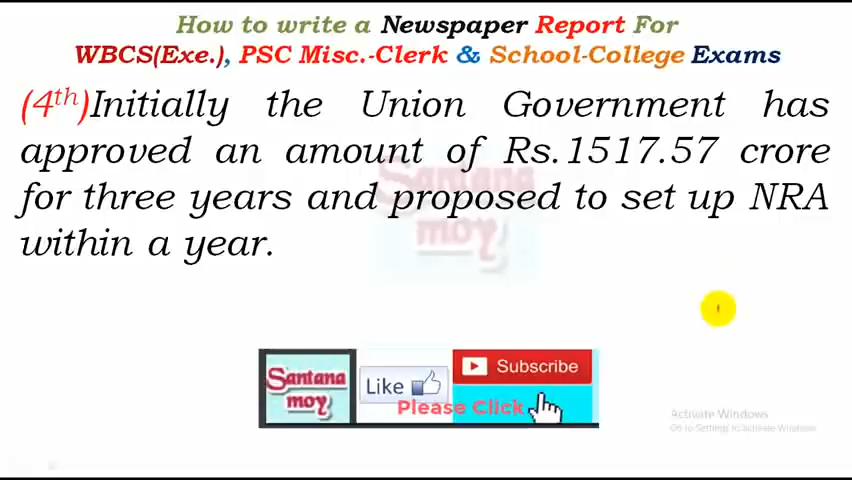 How to write a Newspaper Report For
WBCS(Exe.), PSC Misc.-Clerk & School-College Exams
(4th)Initially the Union Government has
approved an amount of Rs.1517.57 crore
for three years and proposed to set up NRA
within a year.
Santana
moy
Santana
moy
Like
Subscribe
Please Click
Activate Windows
Go to Settings to activate Windows.